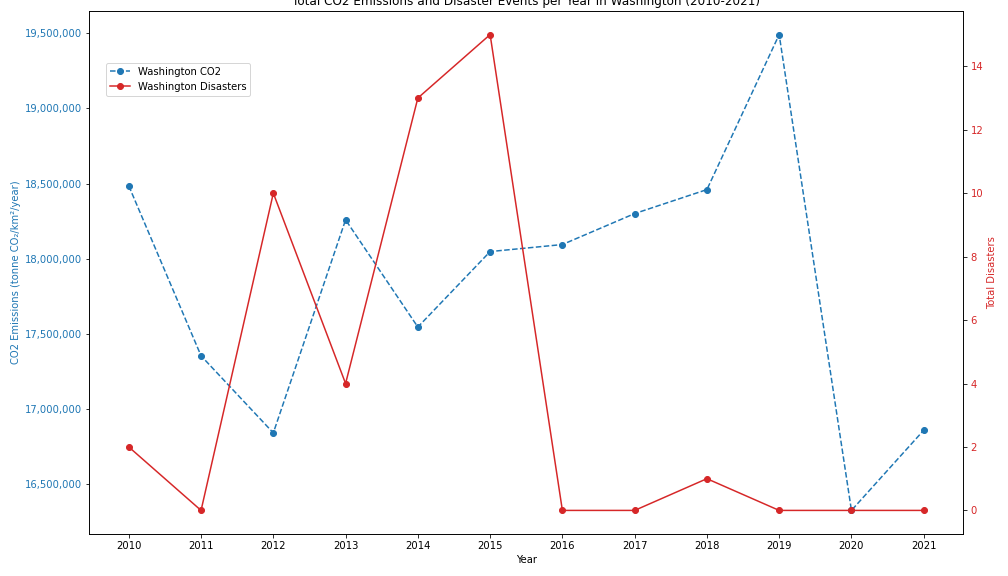 Total CO2 Emissions and Disaster Events per Year in Washington (2010-2021)
19,500,000
19,000,000
18,500,000
18,000,000
17,500,000
17,000,000
16,500,000
CO2 Emissions (tonne CO₂/km²/year)
Washington CO2
Washington Disasters
14
12
10
8
6
4
2
0
Total Disasters
2010 2011 2012 2013 2014 2015 2016 2017 2018 2019 2020 2021
Year